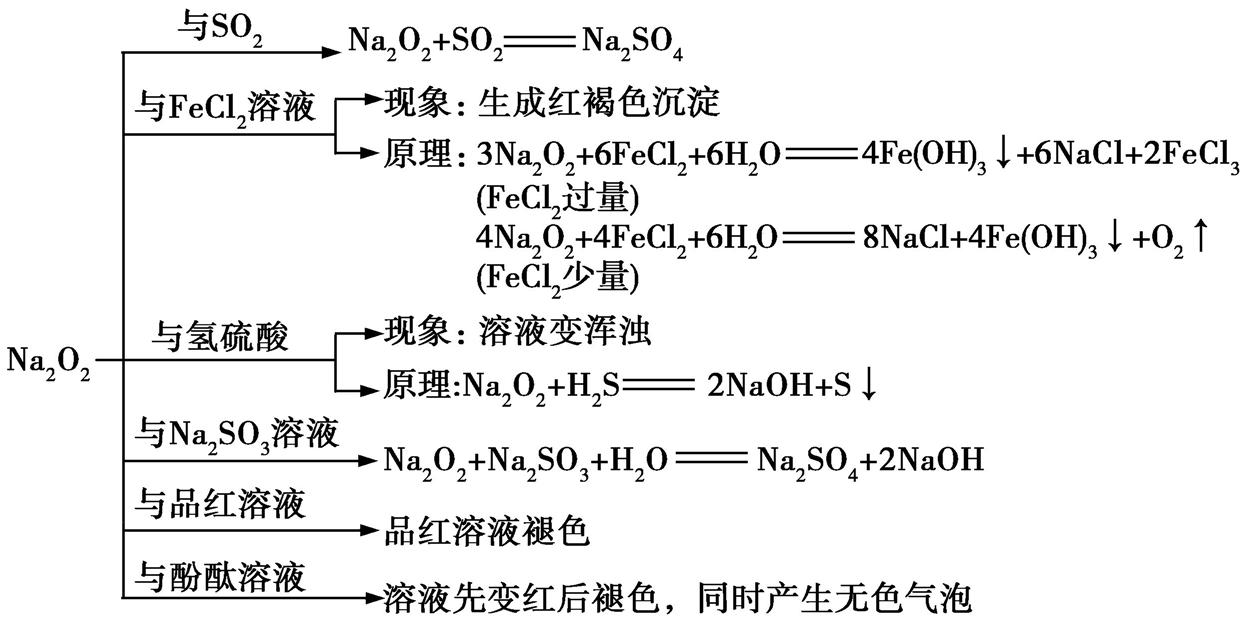 与SO₂
Na₂O₂+SO₂══Na₂SO₄
与FeCl₂溶液
现象：生成红褐色沉淀
原理：3Na₂O₂+6FeCl₂+6H₂O══4Fe(OH)₃↓+6NaCl+2FeCl₃
(FeCl₂过量)
4Na₂O₂+4FeCl₂+6H₂O══8NaCl+4Fe(OH)₃↓+O₂↑
(FeCl₂少量)
Na₂O₂
与氢硫酸
现象：溶液变浑浊
原理:Na₂O₂+H₂S══2NaOH+S↓
与Na₂SO₃溶液
Na₂O₂+Na₂SO₃+H₂O══Na₂SO₄+2NaOH
与品红溶液
品红溶液褪色
与酚酞溶液
溶液先变红后褪色，同时产生无色气泡